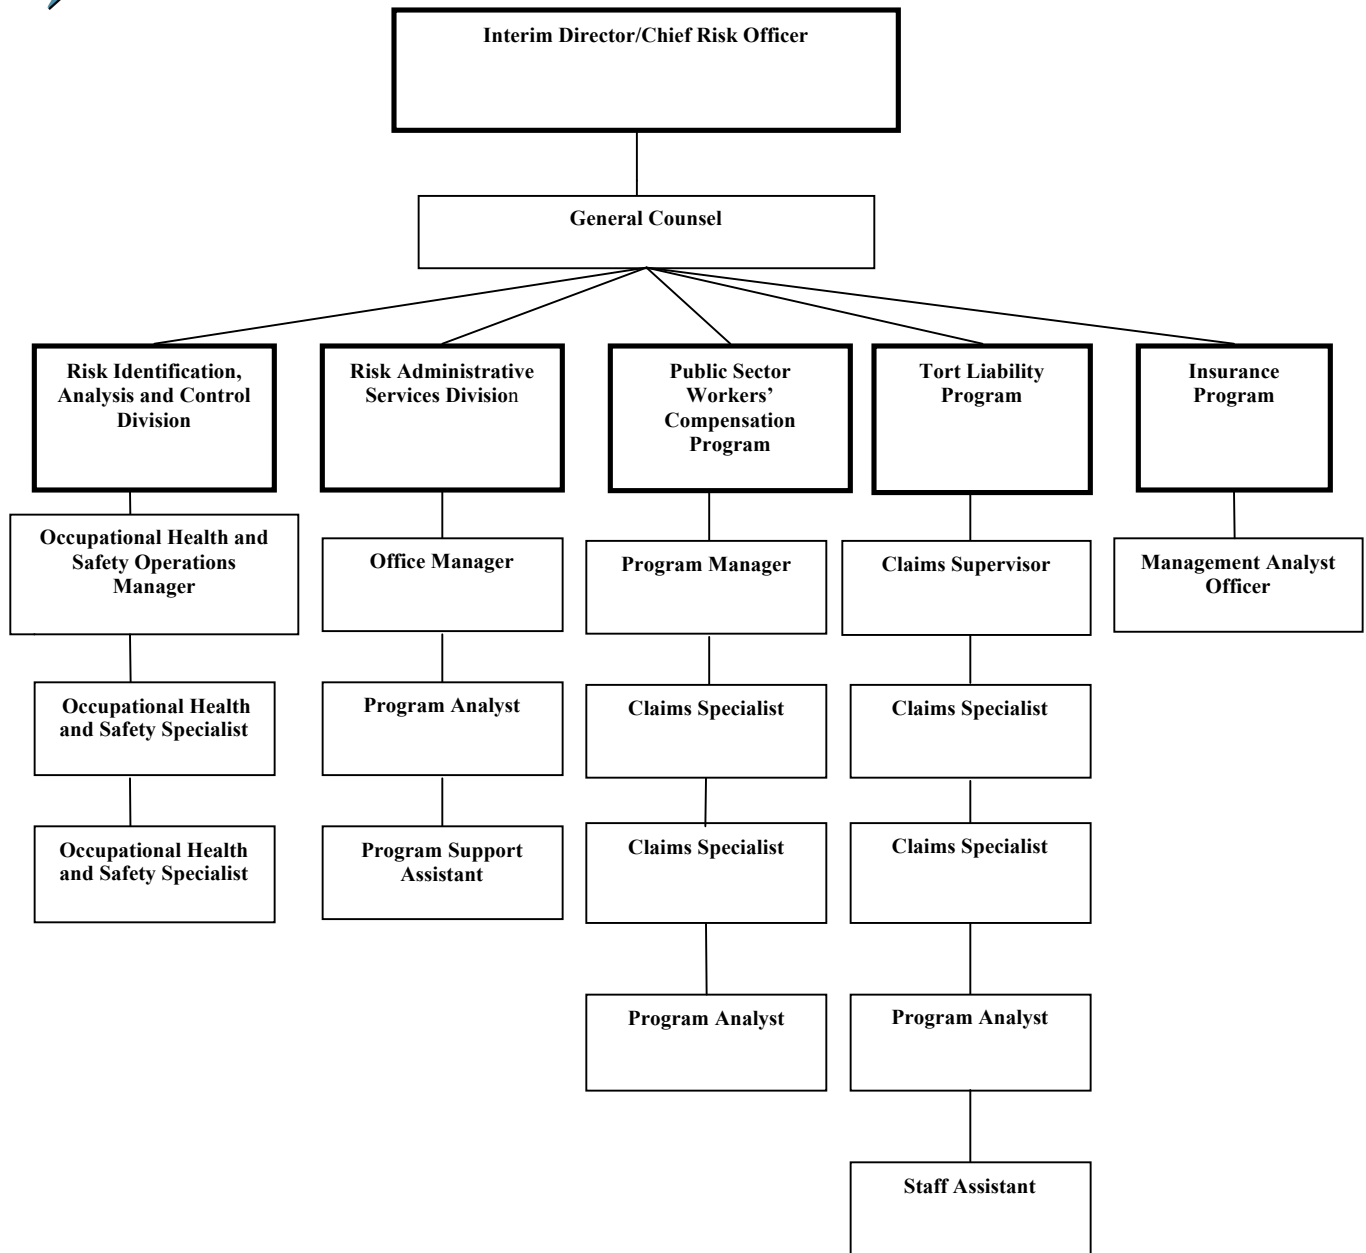 Interim Director/Chief Risk Officer
General Counsel
Risk Identification,
Analysis and Control
Division
Risk Administrative
Services Division
Public Sector
Workers’
Compensation
Program
Tort Liability
Program
Insurance
Program
Occupational Health and
Safety Operations
Manager
Office Manager
Program Manager
Claims Supervisor
Management Analyst
Officer
Occupational Health
and Safety Specialist
Program Analyst
Claims Specialist
Claims Specialist
Occupational Health
and Safety Specialist
Program Support
Assistant
Claims Specialist
Claims Specialist
Program Analyst
Program Analyst
Staff Assistant